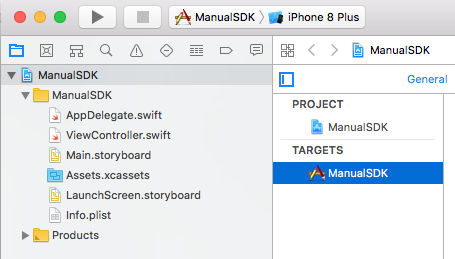 ManualSDK > iPhone 8 Plus
ManualSDK
ManualSDK
AppDelegate.swift
ViewController.swift
Main.storyboard
Assets.xcassets
LaunchScreen.storyboard
Info.plist
Products
ManualSDK
General
PROJECT
ManualSDK
TARGETS
ManualSDK